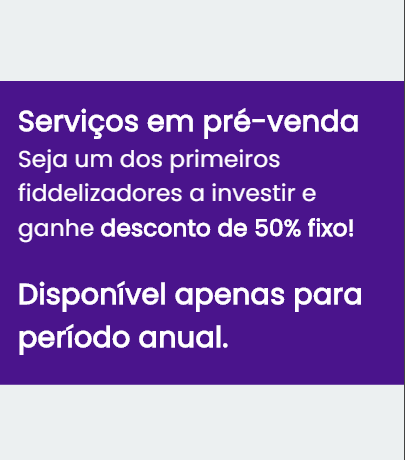 Serviços em pré-venda
Seja um dos primeiros
fiddelizadores a investir e
ganhe desconto de 50% fixo!
Disponível apenas para
período anual.